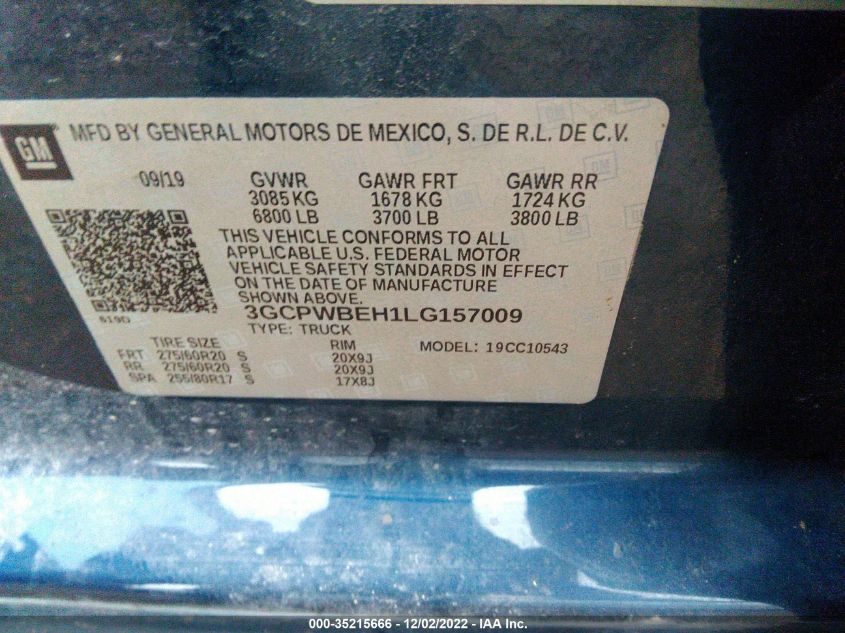 GM MFD BY GENERAL MOTORS DE MEXICO, S. DE R.L. DE C.V.
09/19 GVWR GAWR FRT GAWR RR
3085 KG 1678 KG 1724 KG
6800 LB 3700 LB 3800 LB
THIS VEHICLE CONFORMS TO ALL
APPLICABLE U.S. FEDERAL MOTOR
VEHICLE SAFETY STANDARDS IN EFFECT
ON THE DATE OF MANUFACTURE
SHOWN ABOVE
619D 3GCPWBEH1LG157009
TYPE: TRUCK
TIRE SIZE RIM MODEL: 19CC10543
FRT 275/60R20 S 20X9J
RR 275/60R20 S 20X9J
SPA 255/80R17 S 17X8J
000-35215666 - 12/02/2022 - IAA Inc.